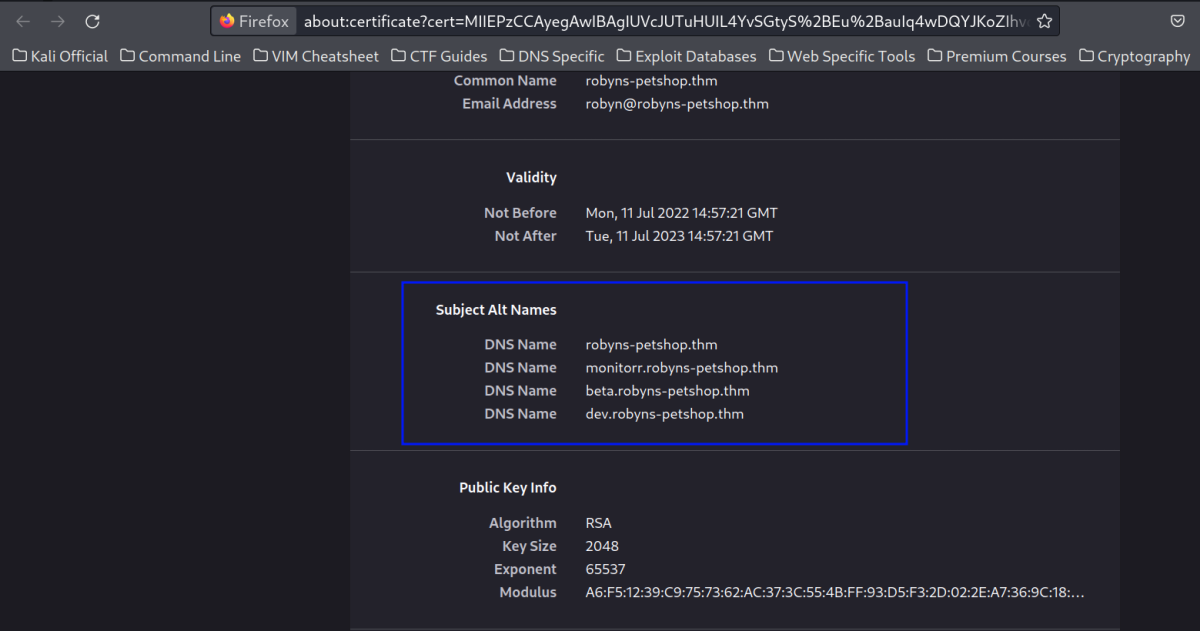 Firefox about:certificate?cert=MIIEPzCCAyegAwIBAgIUVcJUTuHUIL4YvSGtyS%2BEu%2BauIq4wDQYJKoZIhvc
Kali Official Command Line VIM Cheatsheet CTF Guides DNS Specific Exploit Databases Web Specific Tools Premium Courses Cryptography
Common Name robyns-petshop.thm
Email Address robyn@robyns-petshop.thm
Validity
Not Before Mon, 11 Jul 2022 14:57:21 GMT
Not After Tue, 11 Jul 2023 14:57:21 GMT
Subject Alt Names
DNS Name robyns-petshop.thm
DNS Name monitorr.robyns-petshop.thm
DNS Name beta.robyns-petshop.thm
DNS Name dev.robyns-petshop.thm
Public Key Info
Algorithm RSA
Key Size 2048
Exponent 65537
Modulus A6:F5:12:39:C9:75:73:62:AC:37:3C:55:4B:FF:93:D5:F3:2D:02:2E:A7:36:9C:18:…